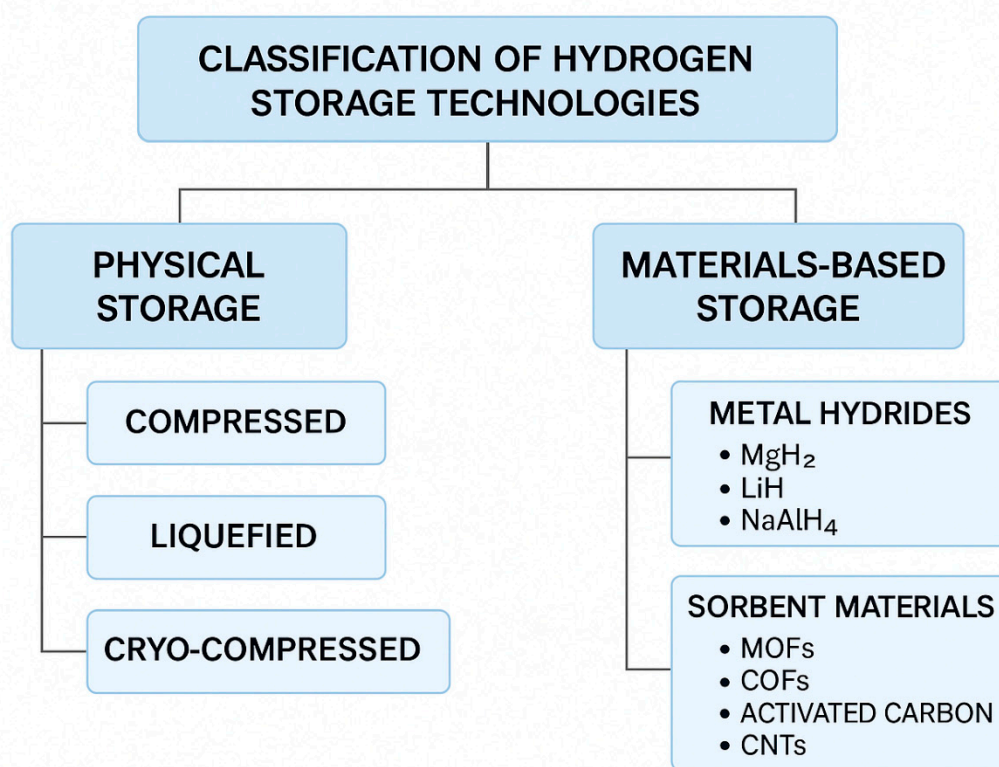 CLASSIFICATION OF HYDROGEN
STORAGE TECHNOLOGIES
PHYSICAL
STORAGE
COMPRESSED
LIQUEFIED
CRYO-COMPRESSED
MATERIALS-BASED
STORAGE
METAL HYDRIDES
• MgH₂
• LiH
• NaAlH₄
SORBENT MATERIALS
• MOFs
• COFs
• ACTIVATED CARBON
• CNTs